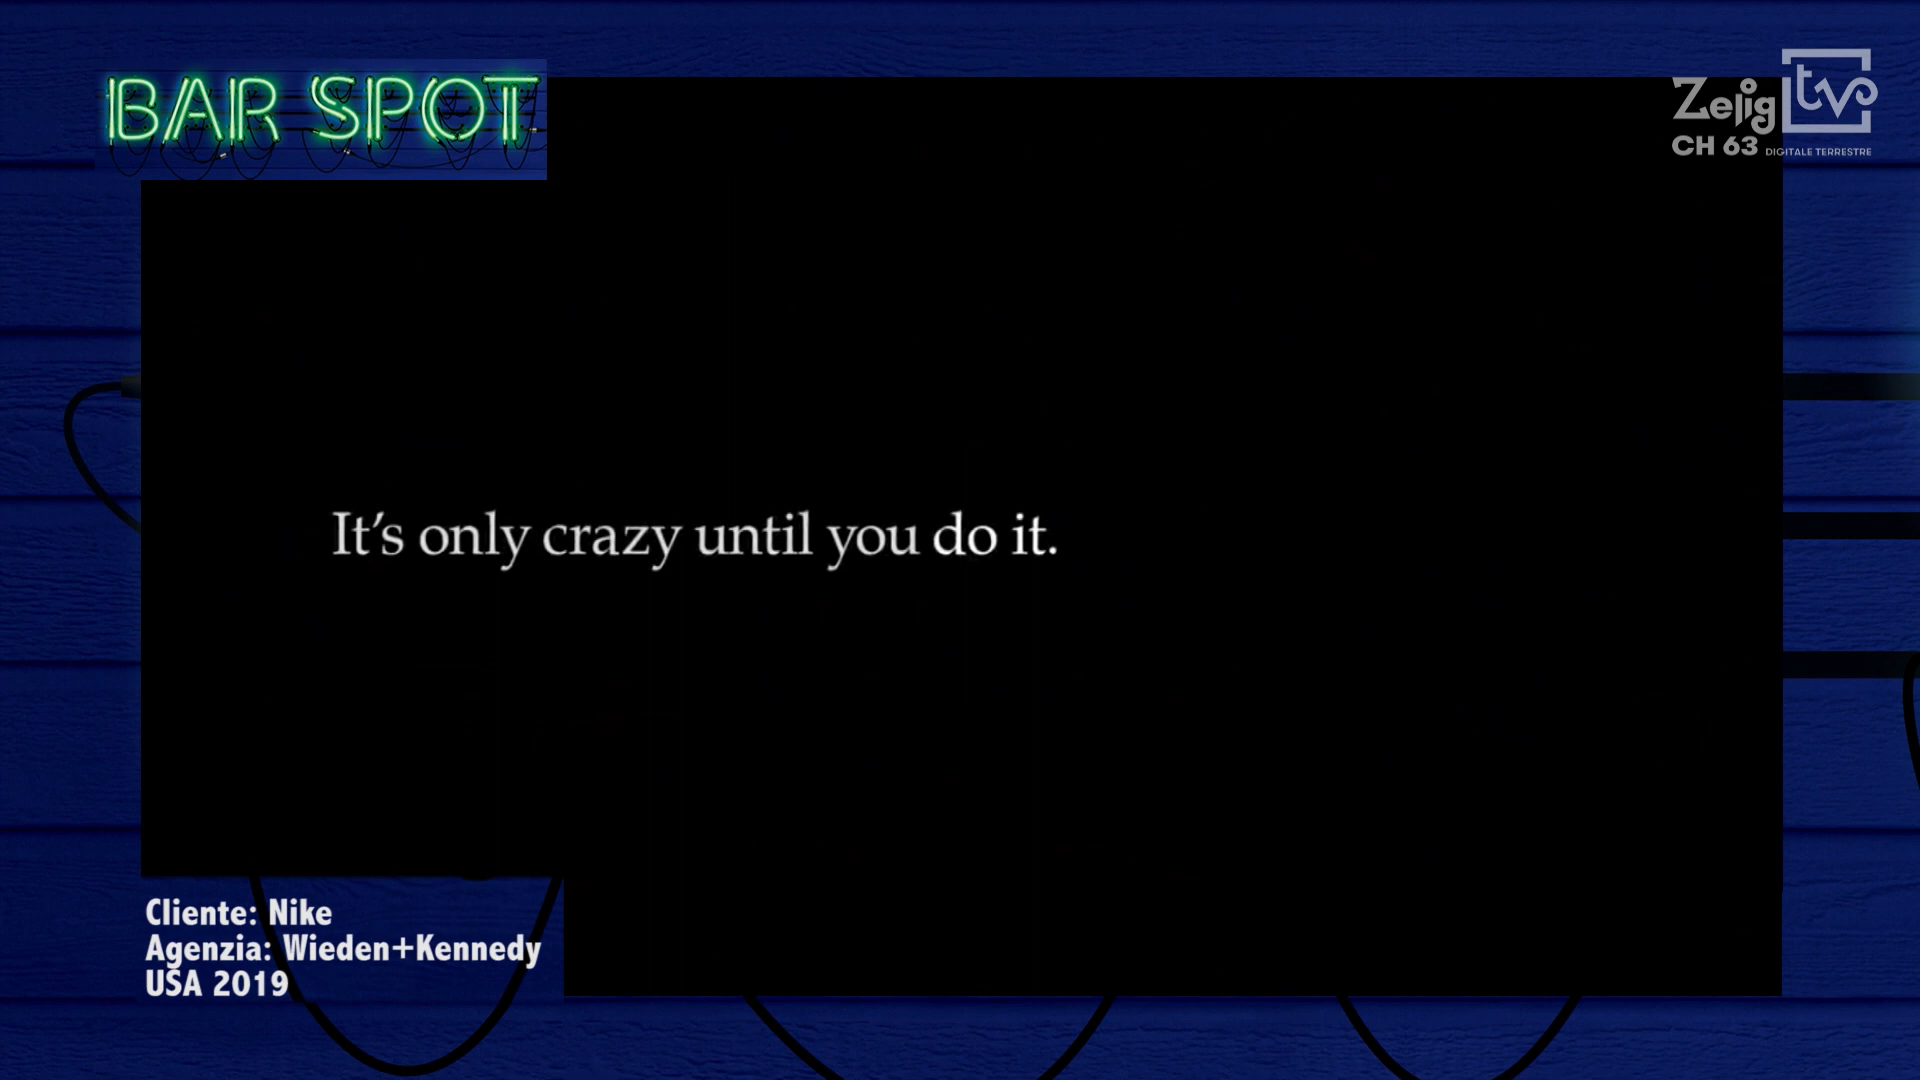 BAR SPOT
Zelig tv
CH 63 DIGITALE TERRESTRE
It's only crazy until you do it.
Cliente: Nike
Agenzia: Wieden+Kennedy
USA 2019